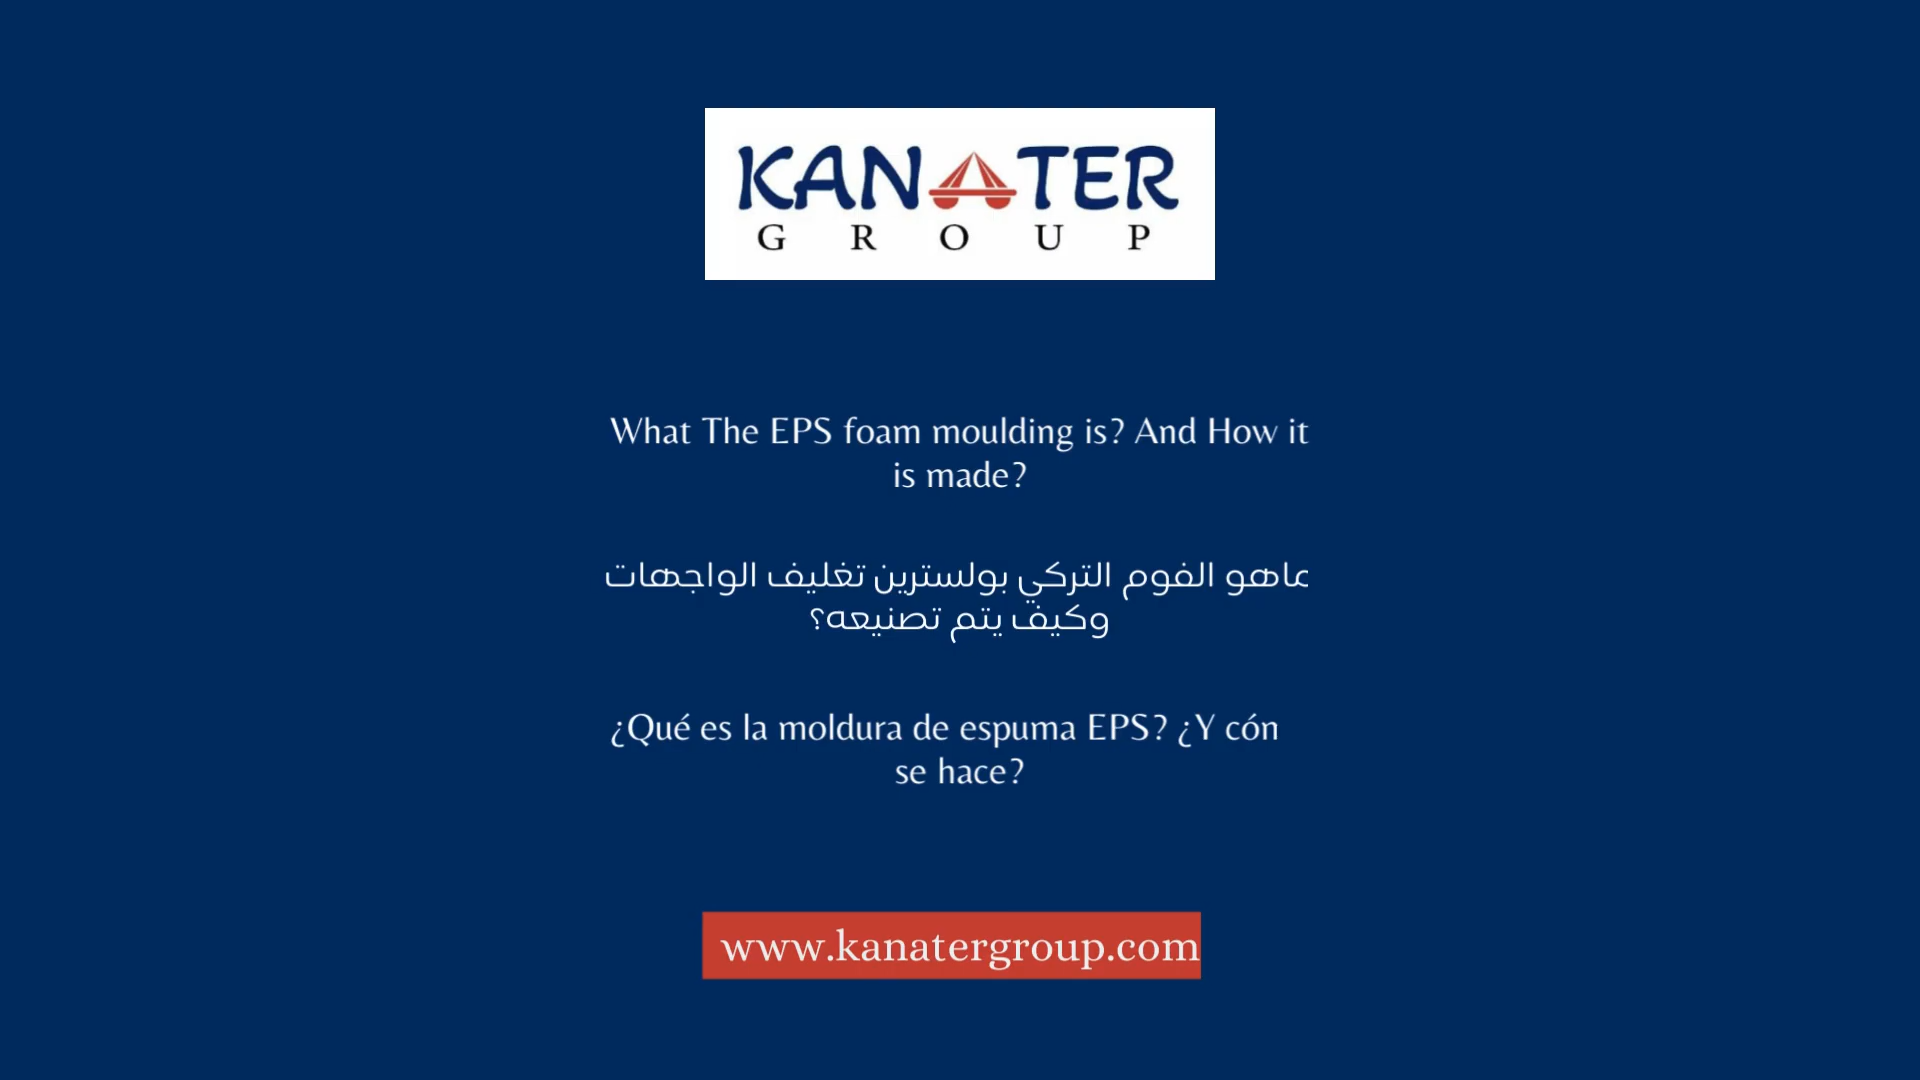 KANATER
GROUP
What The EPS foam moulding is? And How it
is made?
ماهو الفوم التركي بولسترين تغليف الواجهات
وكيف يتم تصنيعه؟
¿Qué es la moldura de espuma EPS? ¿Y cón
se hace?
www.kanatergroup.com